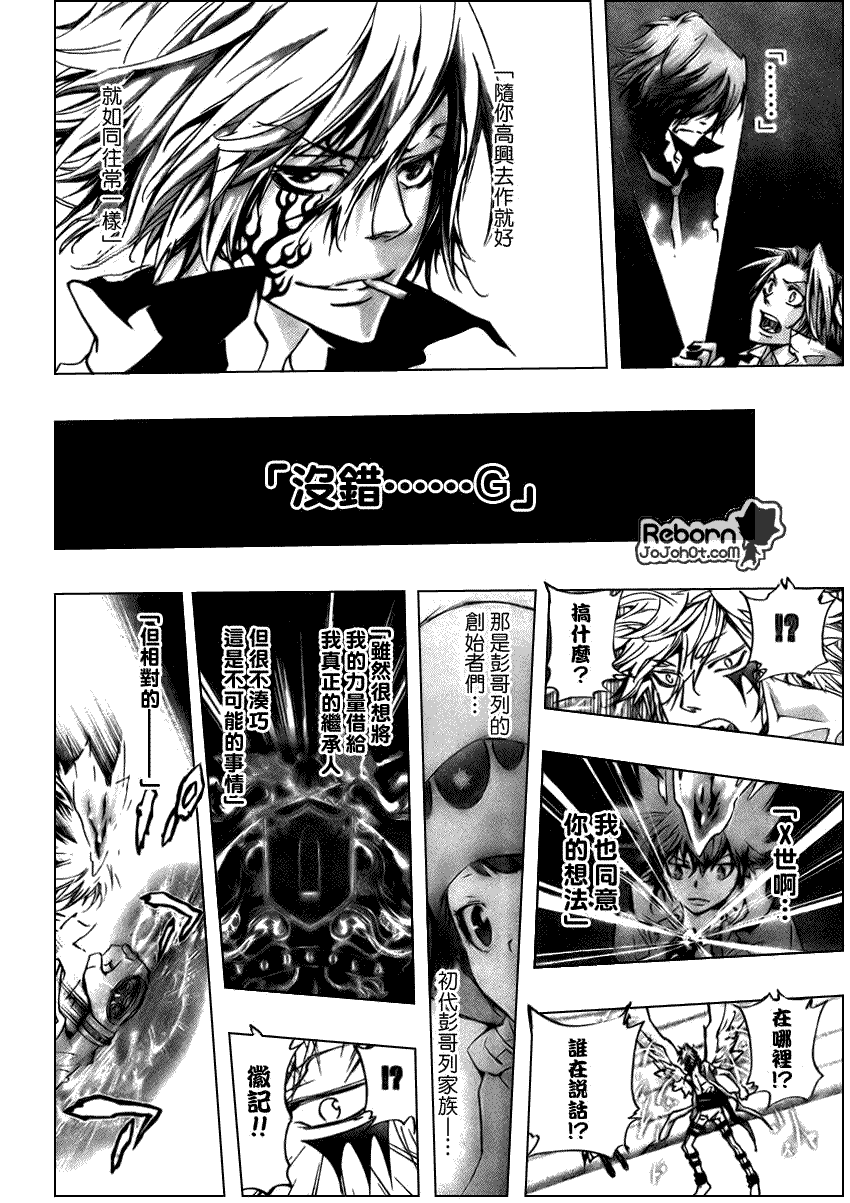 「……」
「隨你高興去作就好
就如同往常一樣」
「沒錯……G」
Reborn
JoJoHOt.com
!?
搞什麼？
「X世啊…
我也同意
你的想法」
在哪裡!?
誰在說話!?
那是彭哥列的
創始者們…
初代彭哥列家族—…
「雖然很想將
我的力量借給
我真正的繼承人
但很不湊巧
這是不可能的事情」
!?
徽記!!
「但相對的——」